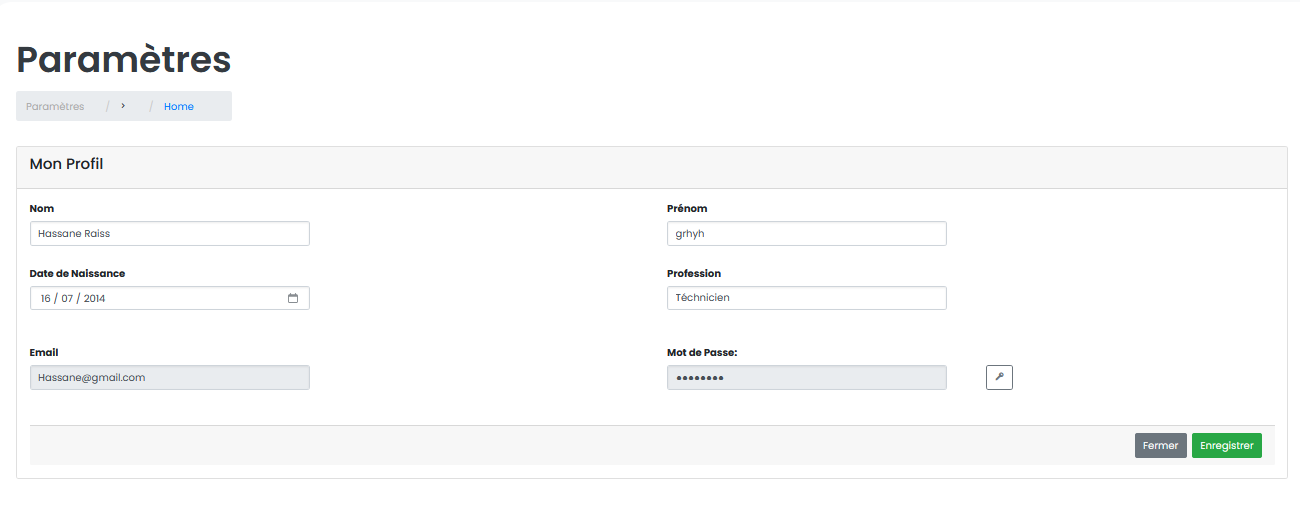 Paramètres
Paramètres / > / Home
Mon Profil
Nom Prénom
Hassane Raiss grhyh
Date de Naissance Profession
16 / 07 / 2014 Téchnicien
Email Mot de Passe:
Hassane@gmail.com ●●●●●●●●
Fermer Enregistrer